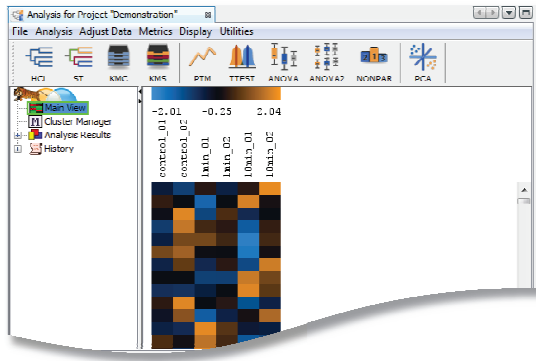 Analysis for Project "Demonstration"
File Analysis Adjust Data Metrics Display Utilities
HCL ST KMC KMS PTM TTEST ANOVA ANOVA2 NONPAR PCA
Main View
Cluster Manager
Analysis Results
History
-2.01 -0.25 2.04
control_01
control_02
1min_01
1min_02
10min_01
10min_02